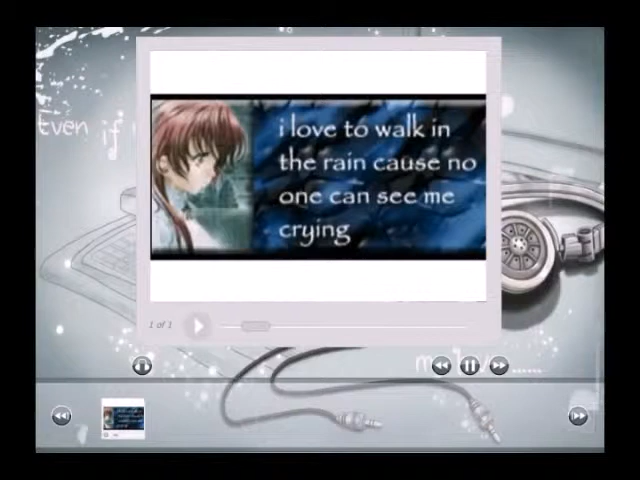 Even if
i love to walk in
the rain cause no
one can see me
crying
1 of 1